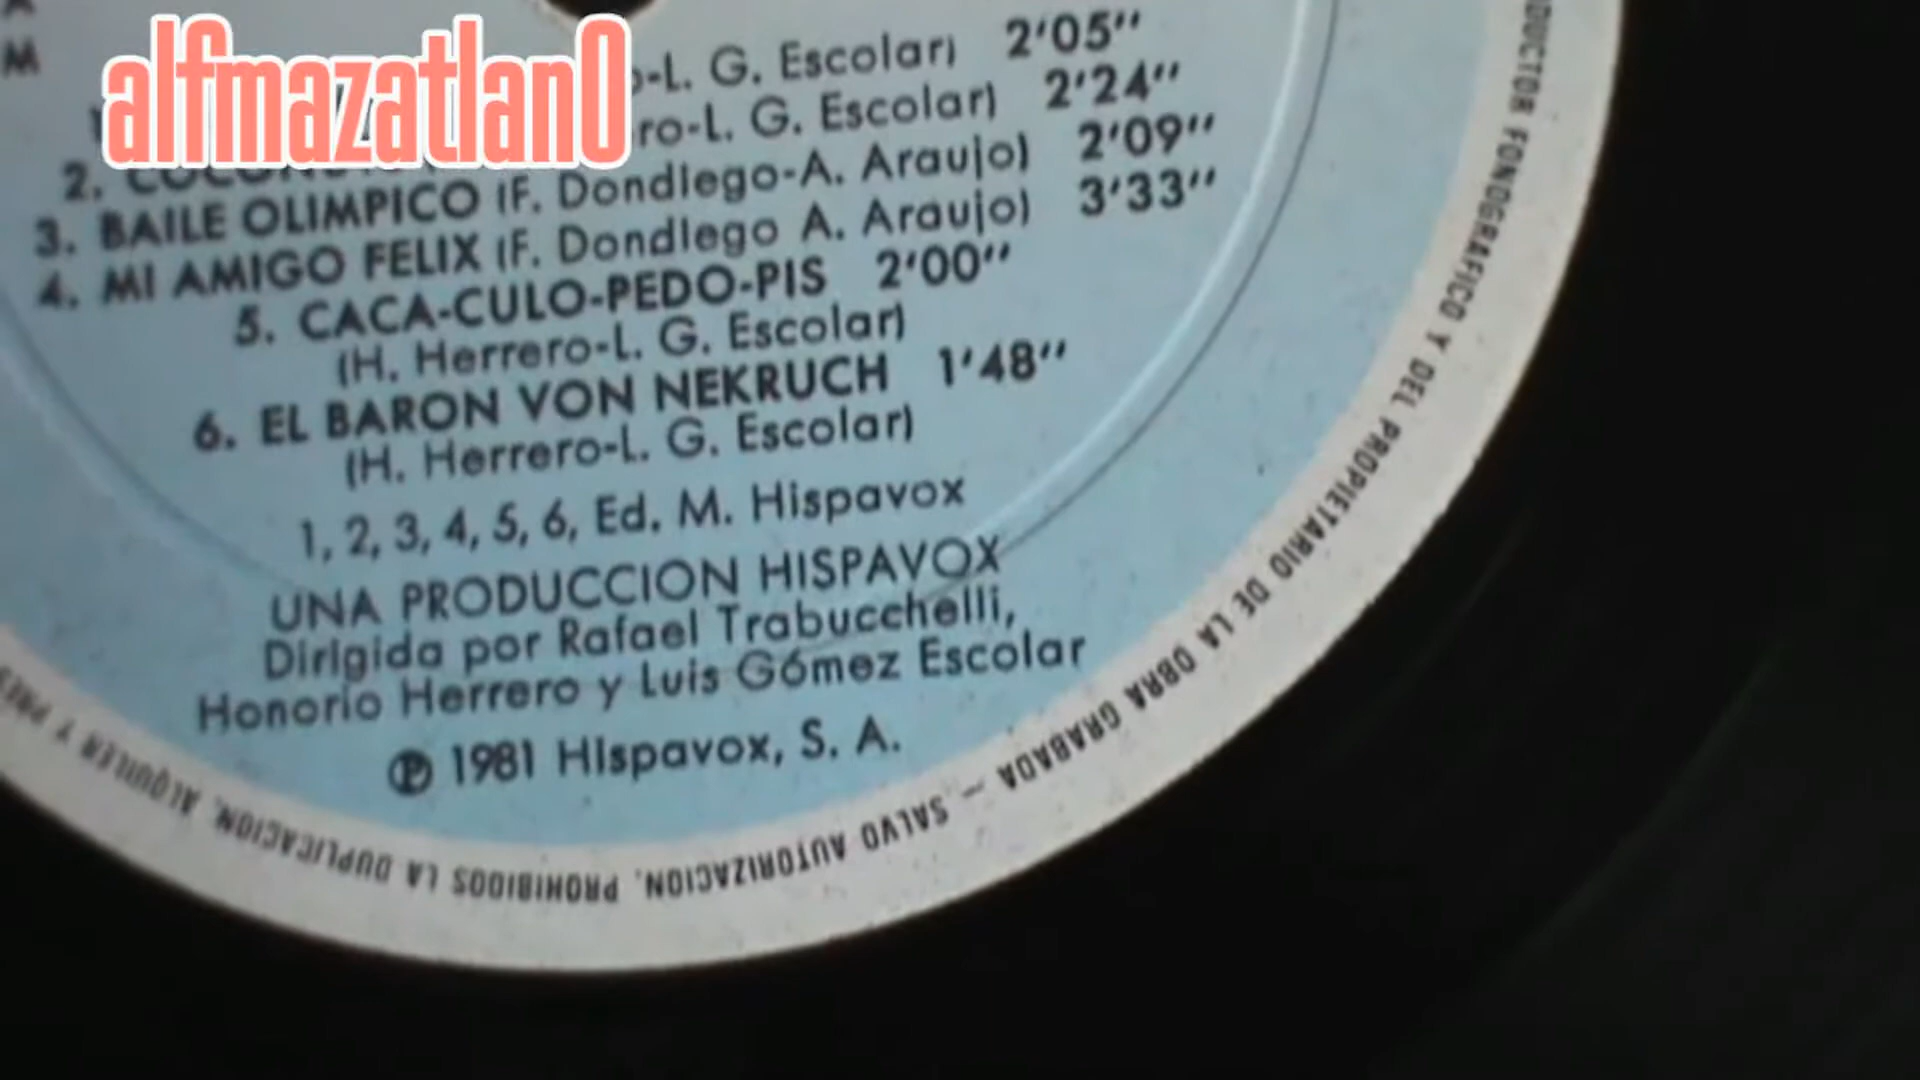 M
alfmazatlan0
L. G. Escolar) 2'05''
ro-L. G. Escolar) 2'24''
2.
3. BAILE OLIMPICO (F. Dondiego-A. Araujo) 2'09''
4. MI AMIGO FELIX (F. Dondiego A. Araujo) 3'33''
5. CACA-CULO-PEDO-PIS 2'00''
(H. Herrero-L. G. Escolar)
6. EL BARON VON NEKRUCH 1'48''
(H. Herrero-L. G. Escolar)
1, 2, 3, 4, 5, 6, Ed. M. Hispavox
UNA PRODUCCION HISPAVOX
Dirigida por Rafael Trabucchelli,
Honorio Herrero y Luis Gómez Escolar
Ⓟ 1981 Hispavox, S. A.
DUCTOR FONOGRAFICO Y DEL PROPIETARIO DE LA OBRA GRABADA — SALVO AUTORIZACION, PROHIBIDOS LA DUPLICACION, ALQUILER Y